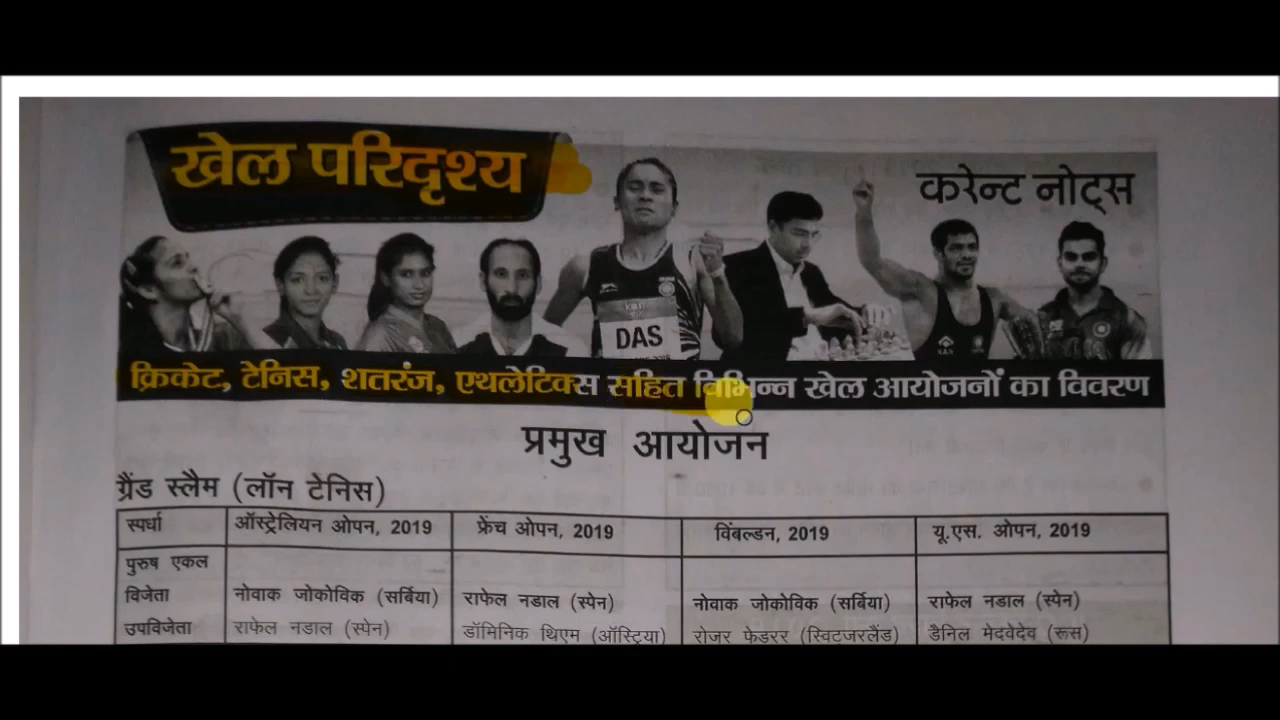 खेल परिदृश्य
करेन्ट नोट्स
DAS
क्रिकेट, टेनिस, शतरंज, एथलेटिक्स सहित विभिन्न खेल आयोजनों का विवरण
प्रमुख आयोजन
ग्रैंड स्लैम (लॉन टेनिस)
स्पर्धा ऑस्ट्रेलियन ओपन, 2019 फ्रेंच ओपन, 2019 विंबल्डन, 2019 यू.एस. ओपन, 2019
पुरुष एकल
विजेता नोवाक जोकोविक (सर्बिया) राफेल नडाल (स्पेन) नोवाक जोकोविक (सर्बिया) राफेल नडाल (स्पेन)
उपविजेता राफेल नडाल (स्पेन) डॉमिनिक थिएम (ऑस्ट्रिया) रोजर फेडरर (स्विटजरलैंड) डैनिल मेदवेदेव (रूस)